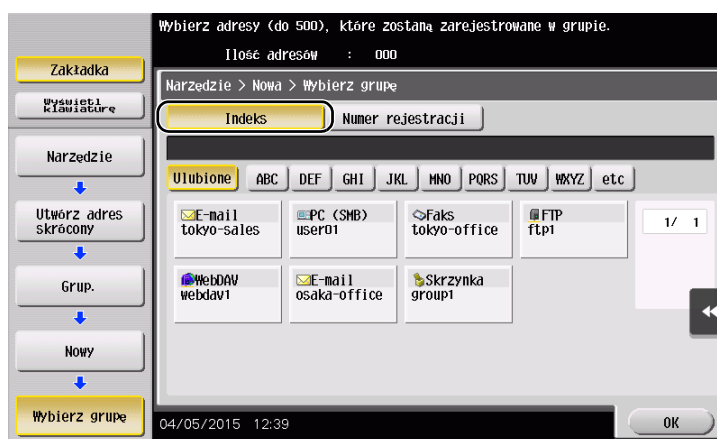 Wybierz adresy (do 500), które zostaną zarejestrowane w grupie.
Ilość adresów : 000
Zakładka
Wyświetl
klawiaturę
Narzędzie > Nowa > Wybierz grupę
Indeks
Numer rejestracji
Narzędzie
Ulubione ABC DEF GHI JKL MNO PQRS TUV WXYZ etc
Utwórz adres
skrócony
E-mail
tokyo-sales
PC (SMB)
user01
Faks
tokyo-office
FTP
ftp1
1/ 1
Grup.
WebDAV
webdav1
E-mail
osaka-office
Skrzynka
group1
Nowy
Wybierz grupę
04/05/2015 12:39
OK